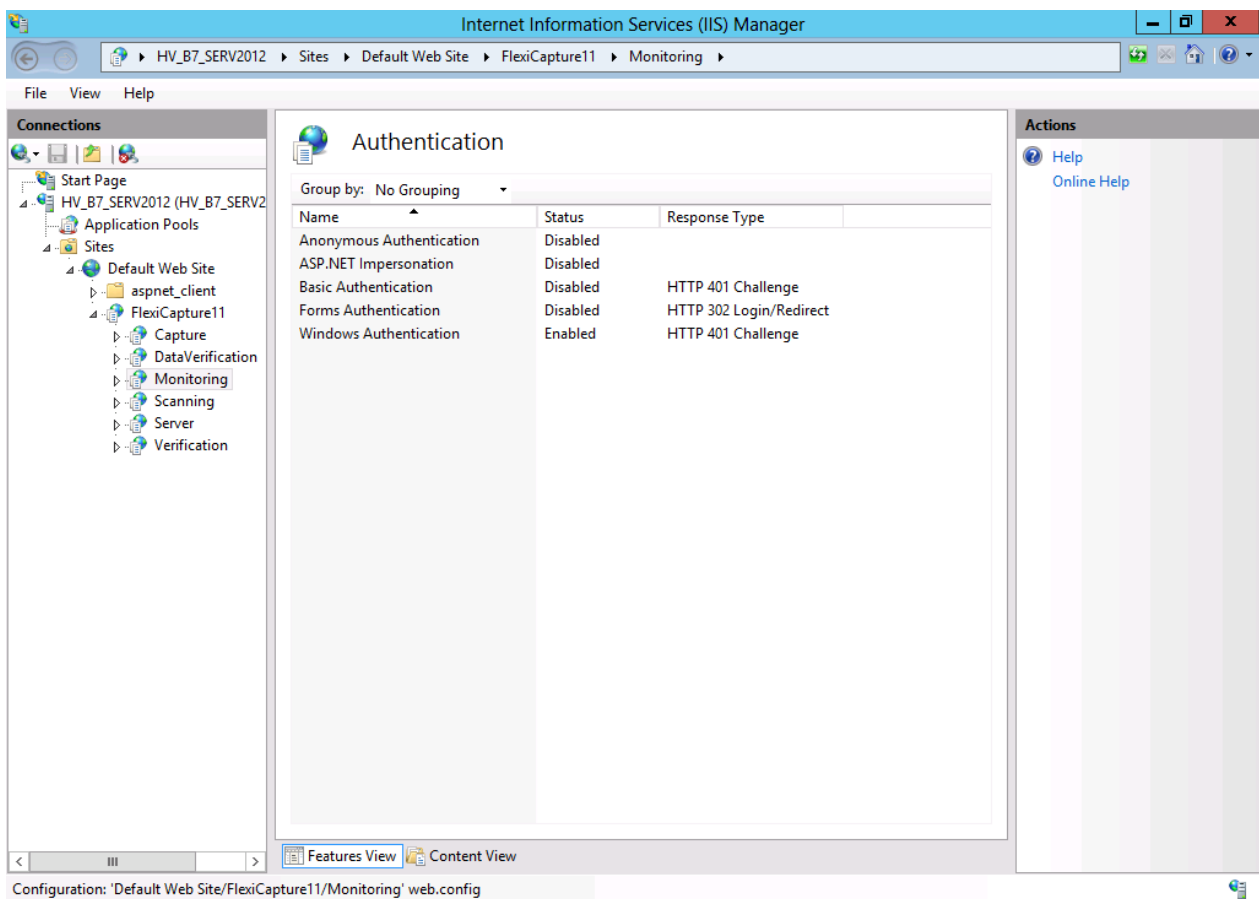 Internet Information Services (IIS) Manager
HV_B7_SERV2012 Sites Default Web Site FlexiCapture11 Monitoring
File View Help
Connections
Start Page
HV_B7_SERV2012 (HV_B7_SERV2
Application Pools
Sites
Default Web Site
aspnet_client
FlexiCapture11
Capture
DataVerification
Monitoring
Scanning
Server
Verification
Authentication
Group by: No Grouping
Name Status Response Type
Anonymous Authentication Disabled
ASP.NET Impersonation Disabled
Basic Authentication Disabled HTTP 401 Challenge
Forms Authentication Disabled HTTP 302 Login/Redirect
Windows Authentication Enabled HTTP 401 Challenge
Features View Content View
Actions
Help
Online Help
Configuration: 'Default Web Site/FlexiCapture11/Monitoring' web.config